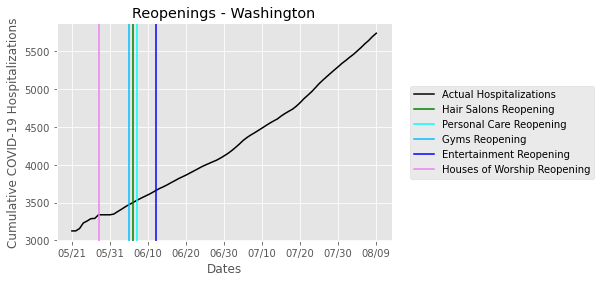 Reopenings - Washington
Cumulative COVID-19 Hospitalizations
5500
5000
4500
4000
3500
3000
05/21 05/31 06/10 06/20 06/30 07/10 07/20 07/30 08/09
Dates
Actual Hospitalizations
Hair Salons Reopening
Personal Care Reopening
Gyms Reopening
Entertainment Reopening
Houses of Worship Reopening